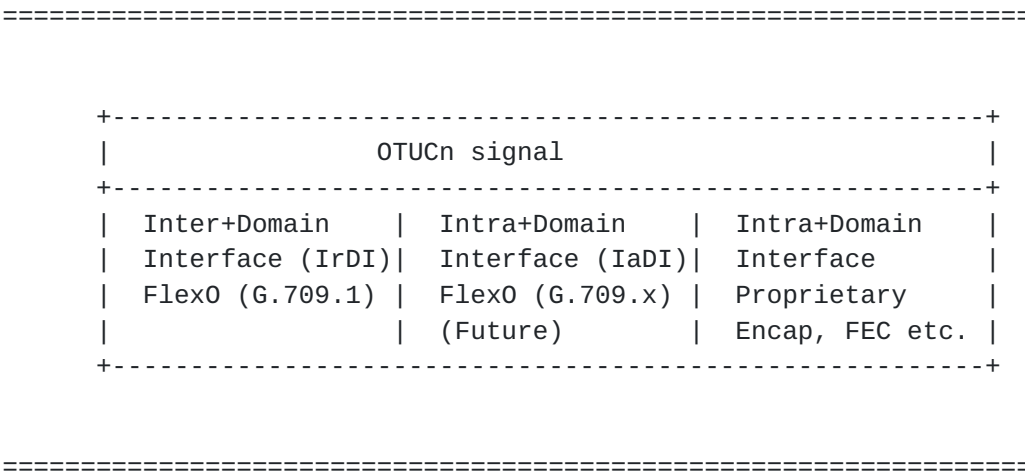 ====================================================================
+---------------------------------------------------------+
| OTUCn signal |
+---------------------------------------------------------+
| Inter+Domain | Intra+Domain | Intra+Domain |
| Interface (IrDI)| Interface (IaDI)| Interface |
| FlexO (G.709.1) | FlexO (G.709.x) | Proprietary |
| | (Future) | Encap, FEC etc. |
+---------------------------------------------------------+
====================================================================